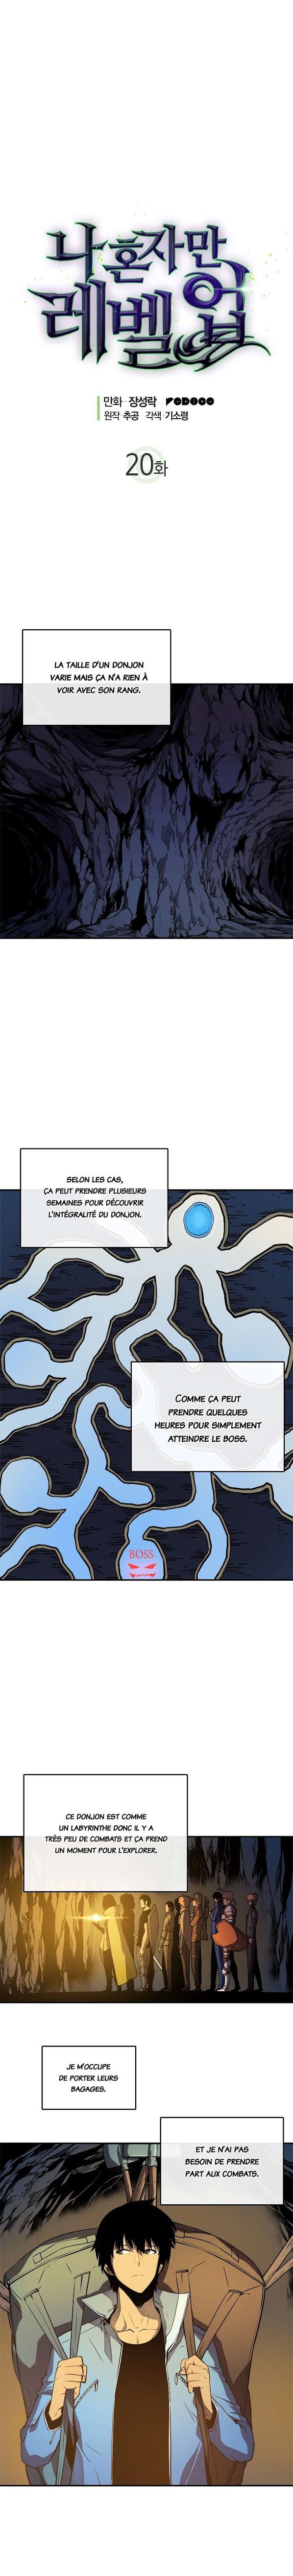 나 혼자만
레벨업
만화 장성락 REDICE
원작 추공 각색 기소령
20화
LA TAILLE D'UN DONJON
VARIE MAIS ÇA N'A RIEN À
VOIR AVEC SON RANG.
SELON LES CAS,
ÇA PEUT PRENDRE PLUSIEURS
SEMAINES POUR DÉCOUVRIR
L'INTÉGRALITÉ DU DONJON.
COMME ÇA PEUT
PRENDRE QUELQUES
HEURES POUR SIMPLEMENT
ATTEINDRE LE BOSS.
BOSS
CE DONJON EST COMME
UN LABYRINTHE DONC IL Y A
TRÈS PEU DE COMBATS ET ÇA PREND
UN MOMENT POUR L'EXPLORER.
JE M'OCCUPE
DE PORTER LEURS
BAGAGES.
ET JE N'AI PAS
BESOIN DE PRENDRE
PART AUX COMBATS.